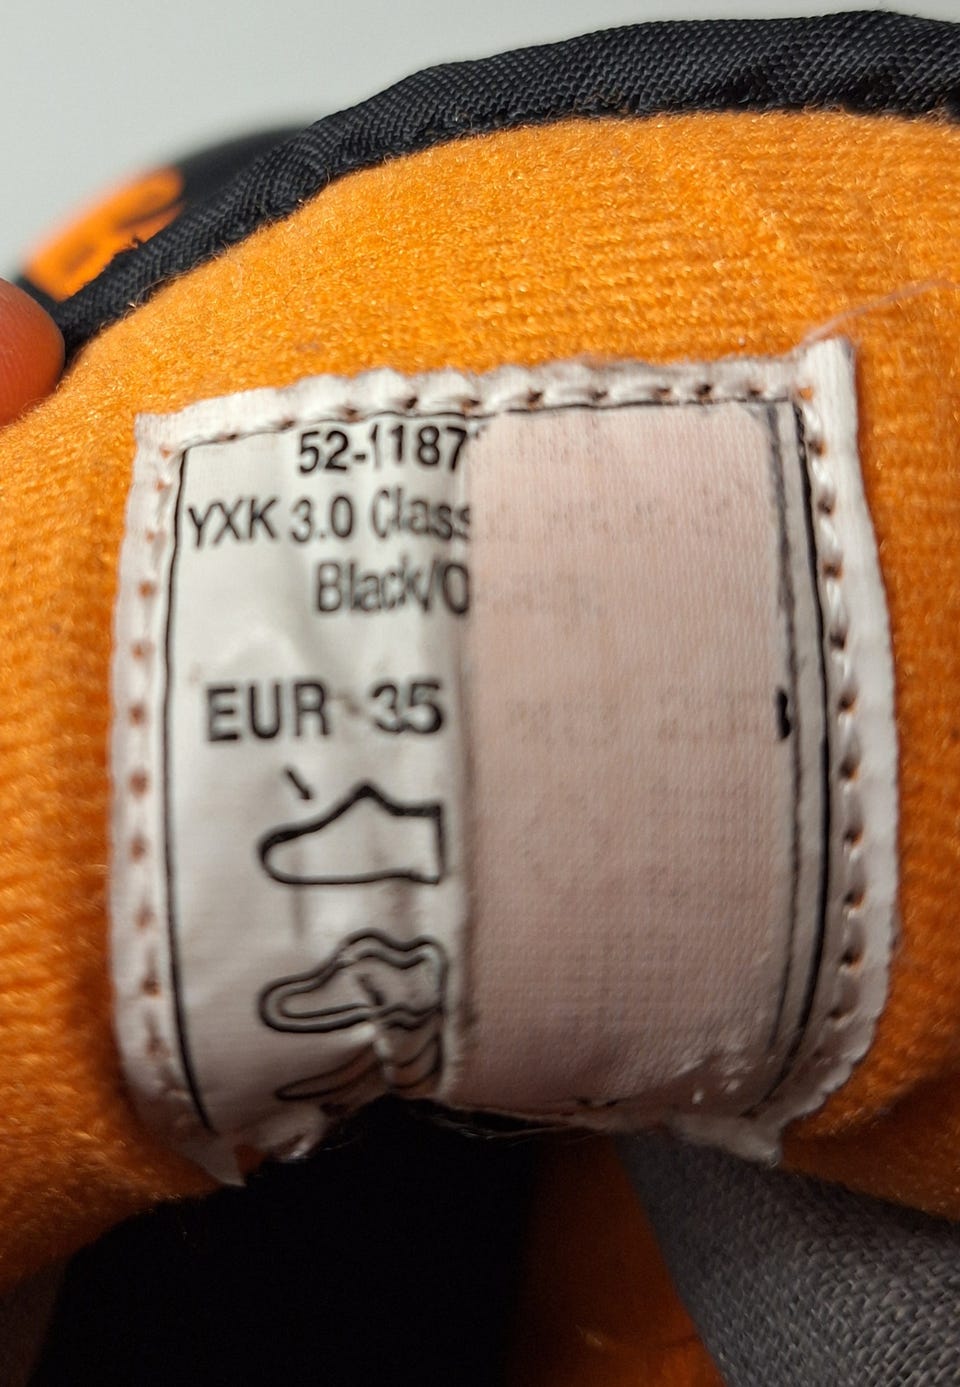 52-1187
YXK 3.0 Class
Black/O
EUR 35